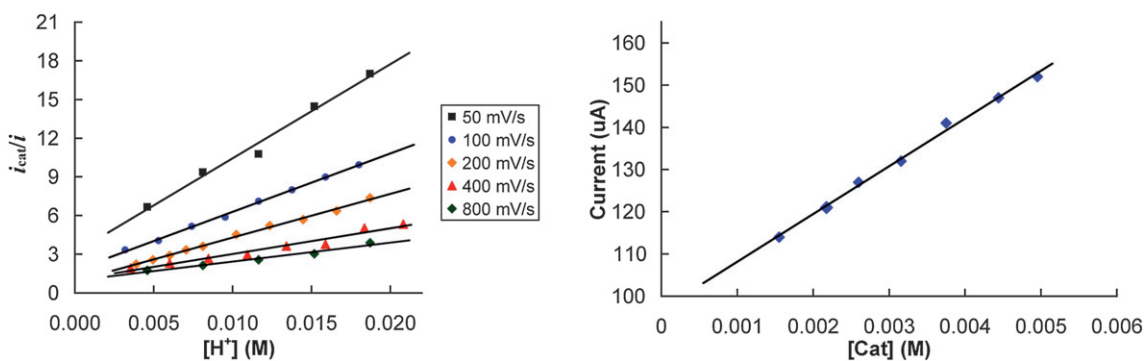 21
18
15
12
9
6
3
0
i_cat/i
0.000 0.005 0.010 0.015 0.020
[H⁺] (M)
50 mV/s
100 mV/s
200 mV/s
400 mV/s
800 mV/s
160
150
140
130
120
110
100
Current (uA)
0 0.001 0.002 0.003 0.004 0.005 0.006
[Cat] (M)